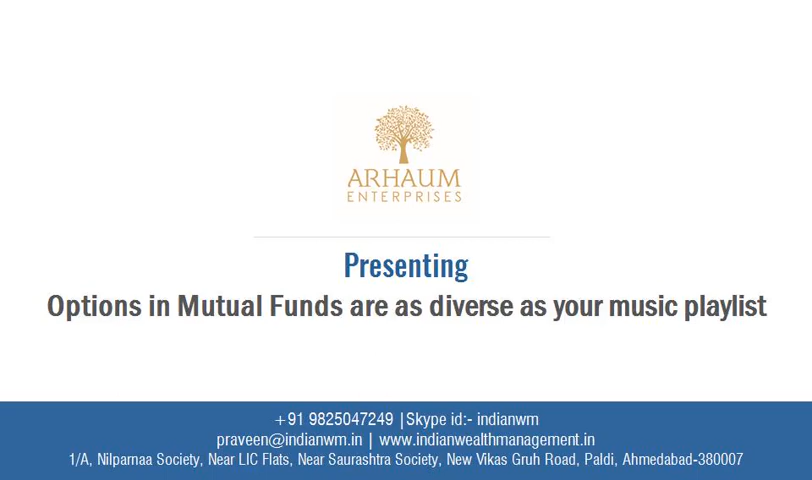 ARHAUM
ENTERPRISES
Presenting
Options in Mutual Funds are as diverse as your music playlist
+91 9825047249 |Skype id:- indianwm
praveen@indianwm.in | www.indianwealthmanagement.in
1/A, Nilparnaa Society, Near LIC Flats, Near Saurashtra Society, New Vikas Gruh Road, Paldi, Ahmedabad-380007